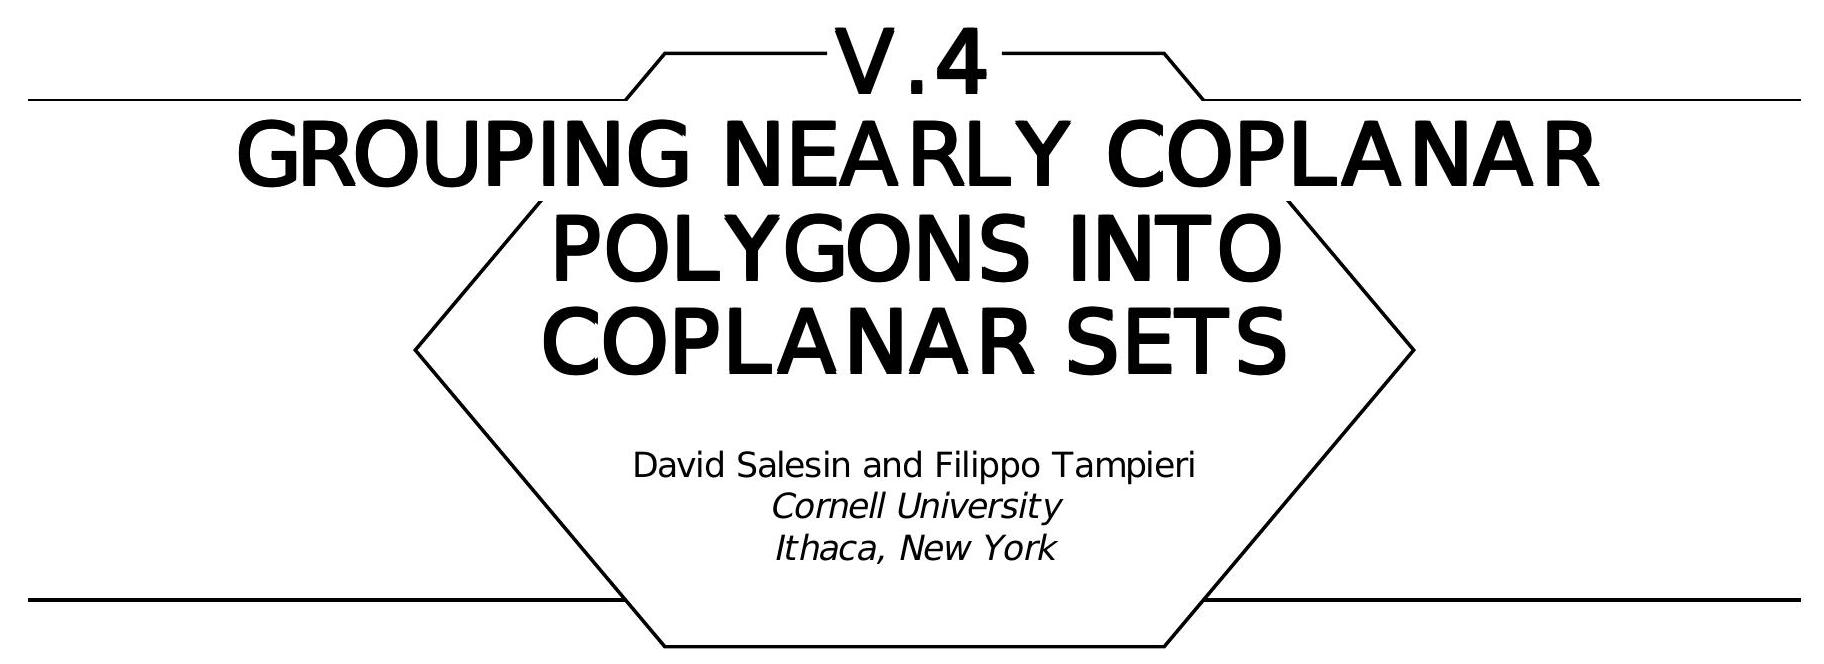 V.4
GROUPING NEARLY COPLANAR
POLYGONS INTO
COPLANAR SETS
David Salesin and Filippo Tampieri
Cornell University
Ithaca, New York